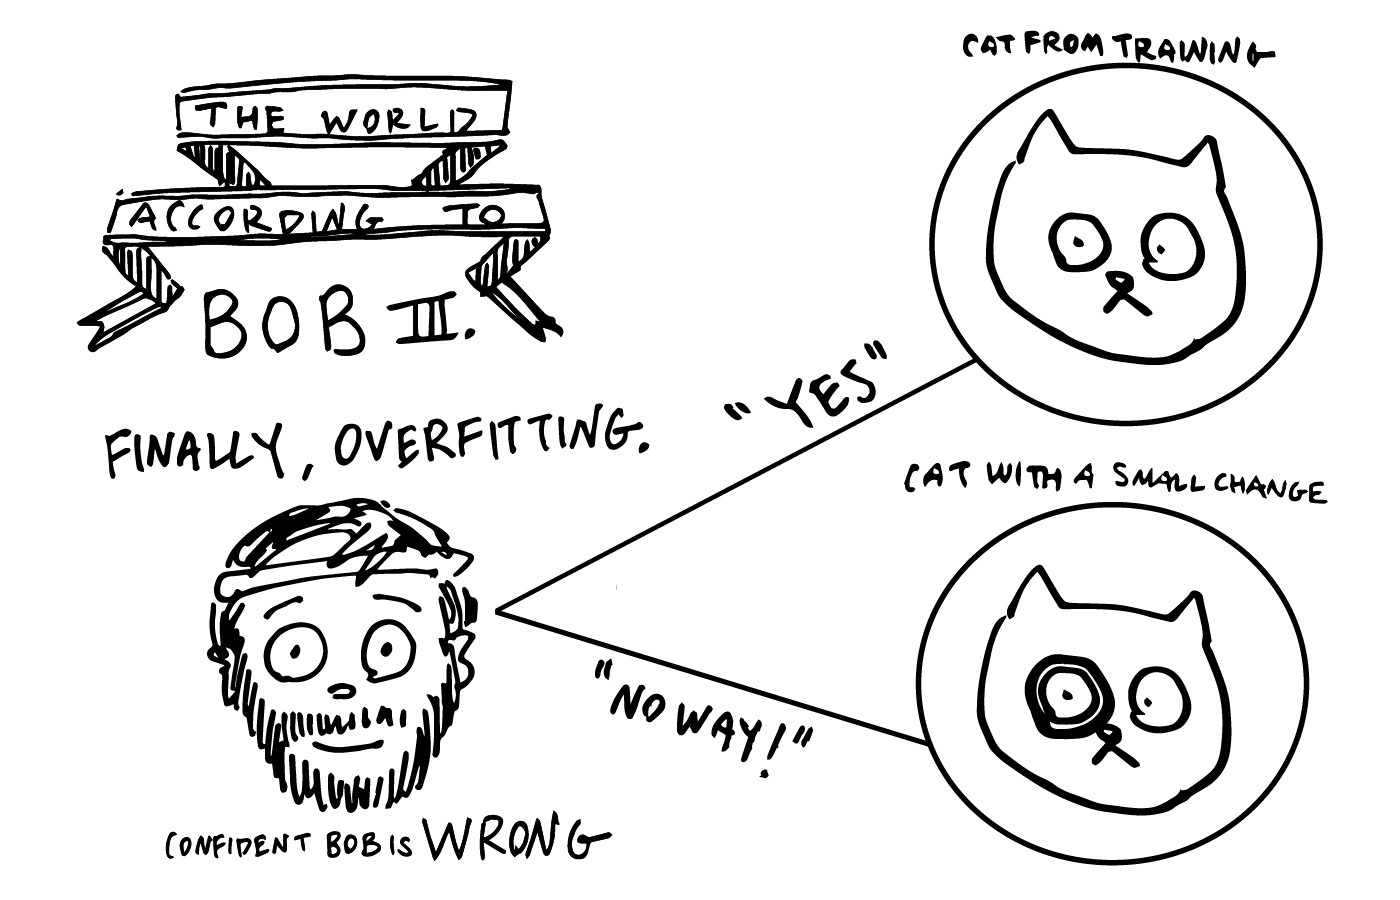 THE WORLD
ACCORDING TO
BOB III.
FINALLY, OVERFITTING.
CAT FROM TRAINING
"YES"
CAT WITH A SMALL CHANGE
"NO WAY!"
CONFIDENT BOB IS WRONG